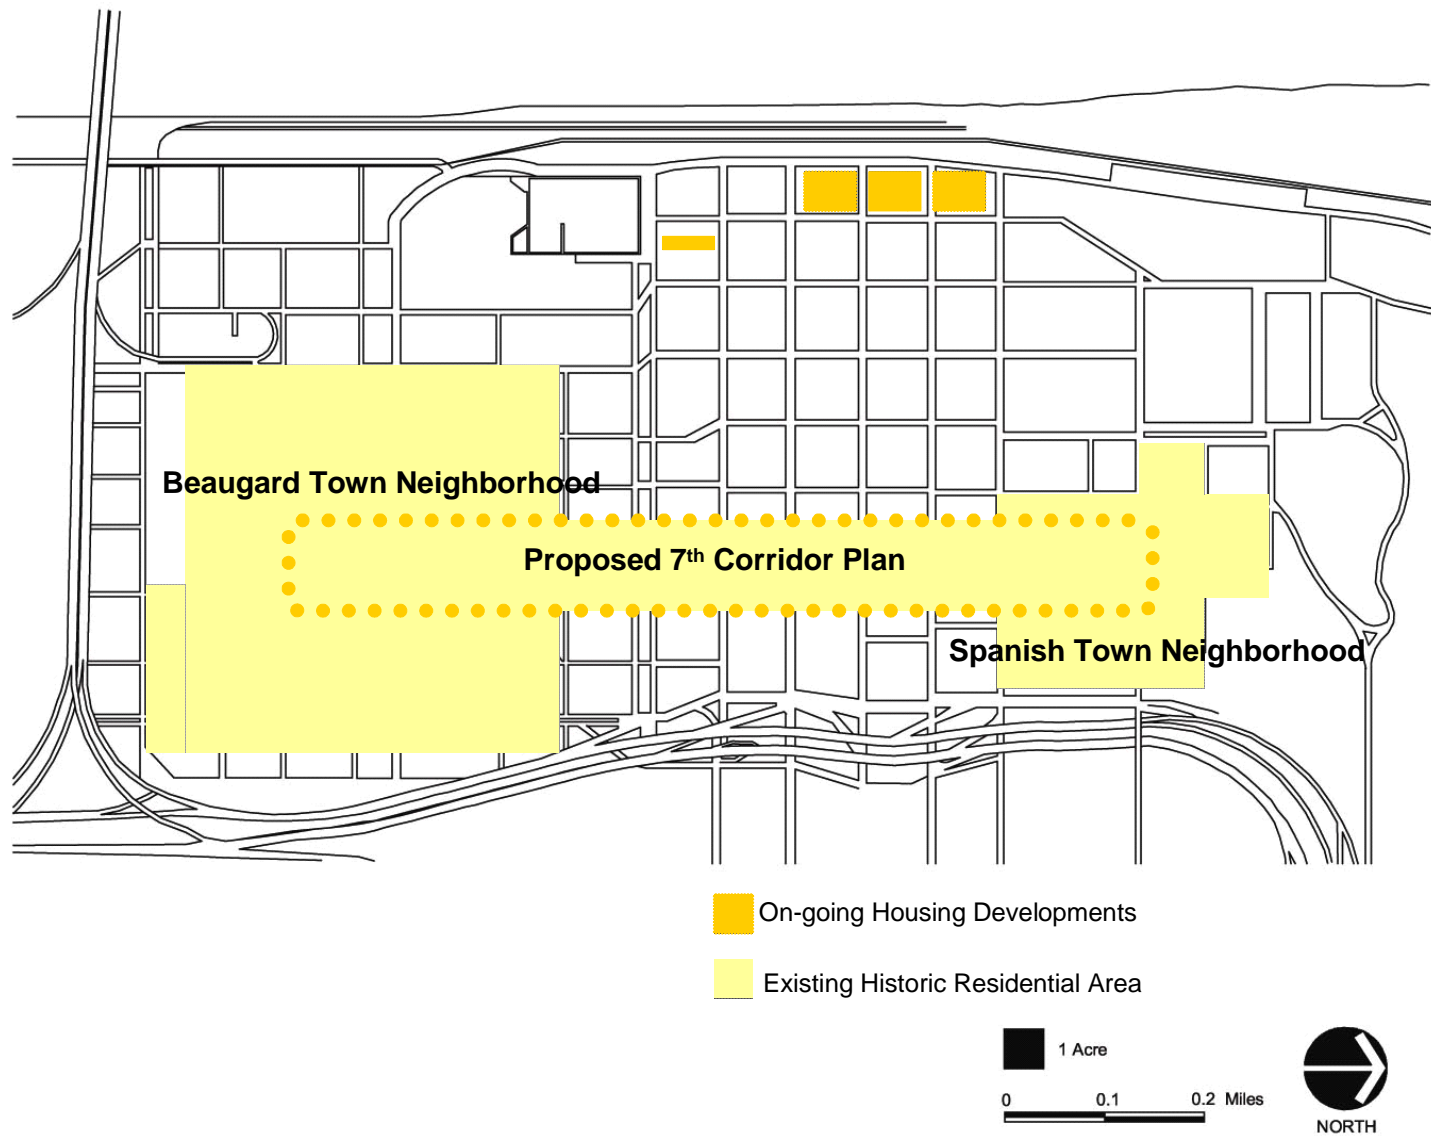 Beaugard Town Neighborhood
Proposed 7th Corridor Plan
Spanish Town Neighborhood
On-going Housing Developments
Existing Historic Residential Area
1 Acre
0 0.1 0.2 Miles
NORTH